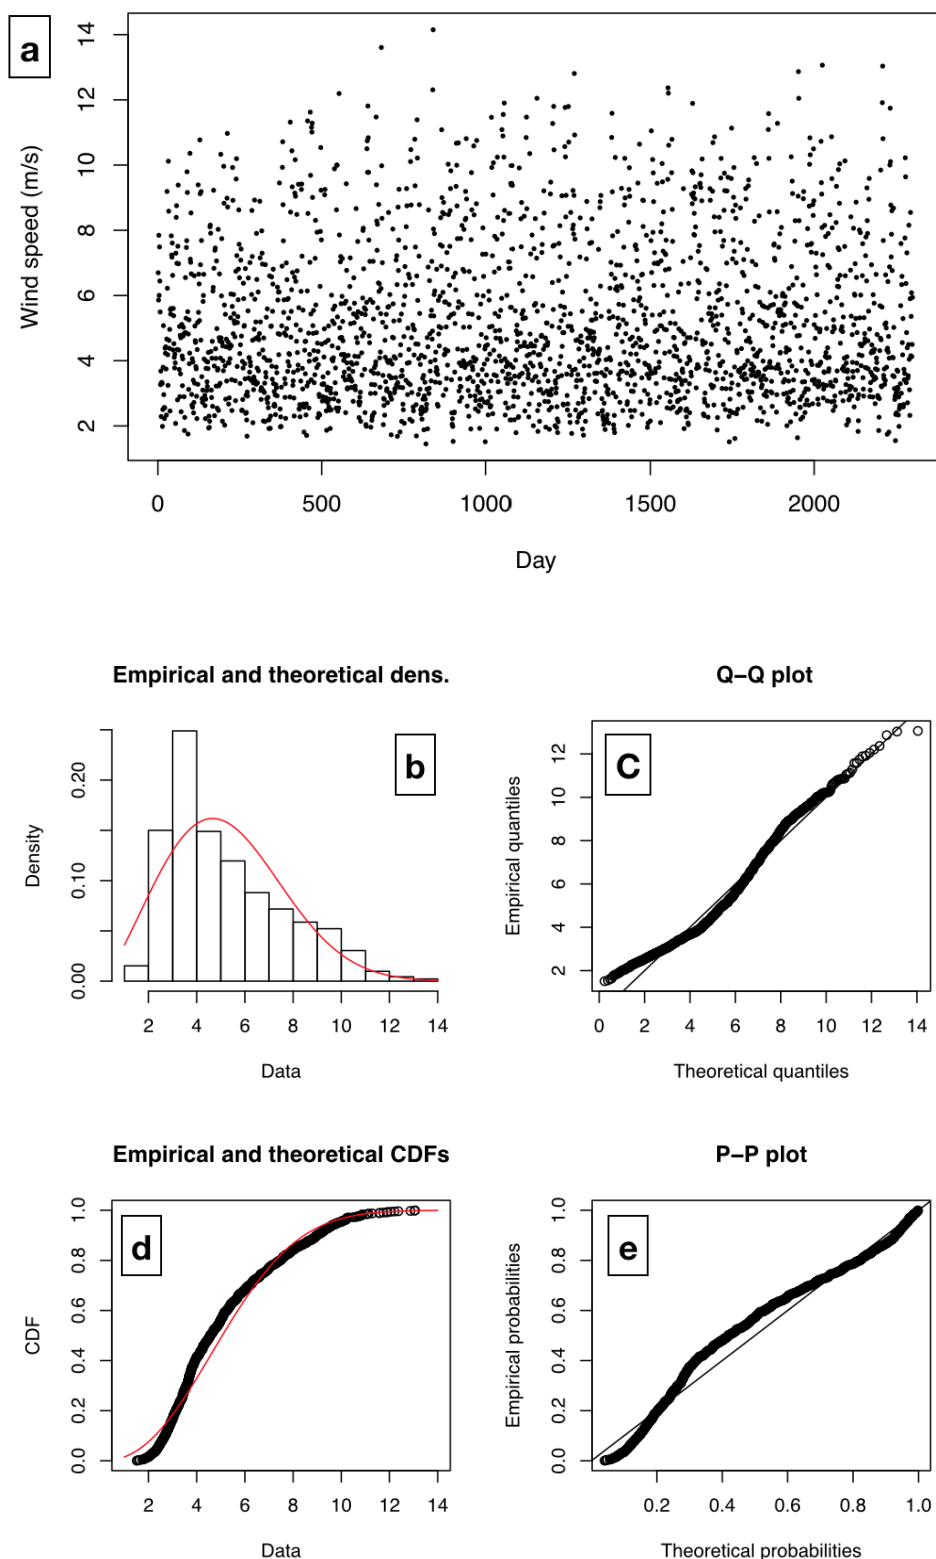 a
Wind speed (m/s)
14
12
10
8
6
4
2
0 500 1000 1500 2000
Day
Empirical and theoretical dens.
b
Density
0.20
0.10
0.00
2 4 6 8 10 12 14
Data
Q−Q plot
C
Empirical quantiles
12
10
8
6
4
2
0 2 4 6 8 10 12 14
Theoretical quantiles
Empirical and theoretical CDFs
d
CDF
1.0
0.8
0.6
0.4
0.2
0.0
2 4 6 8 10 12 14
Data
P−P plot
e
Empirical probabilities
1.0
0.8
0.6
0.4
0.2
0.0
0.2 0.4 0.6 0.8 1.0
Theoretical probabilities